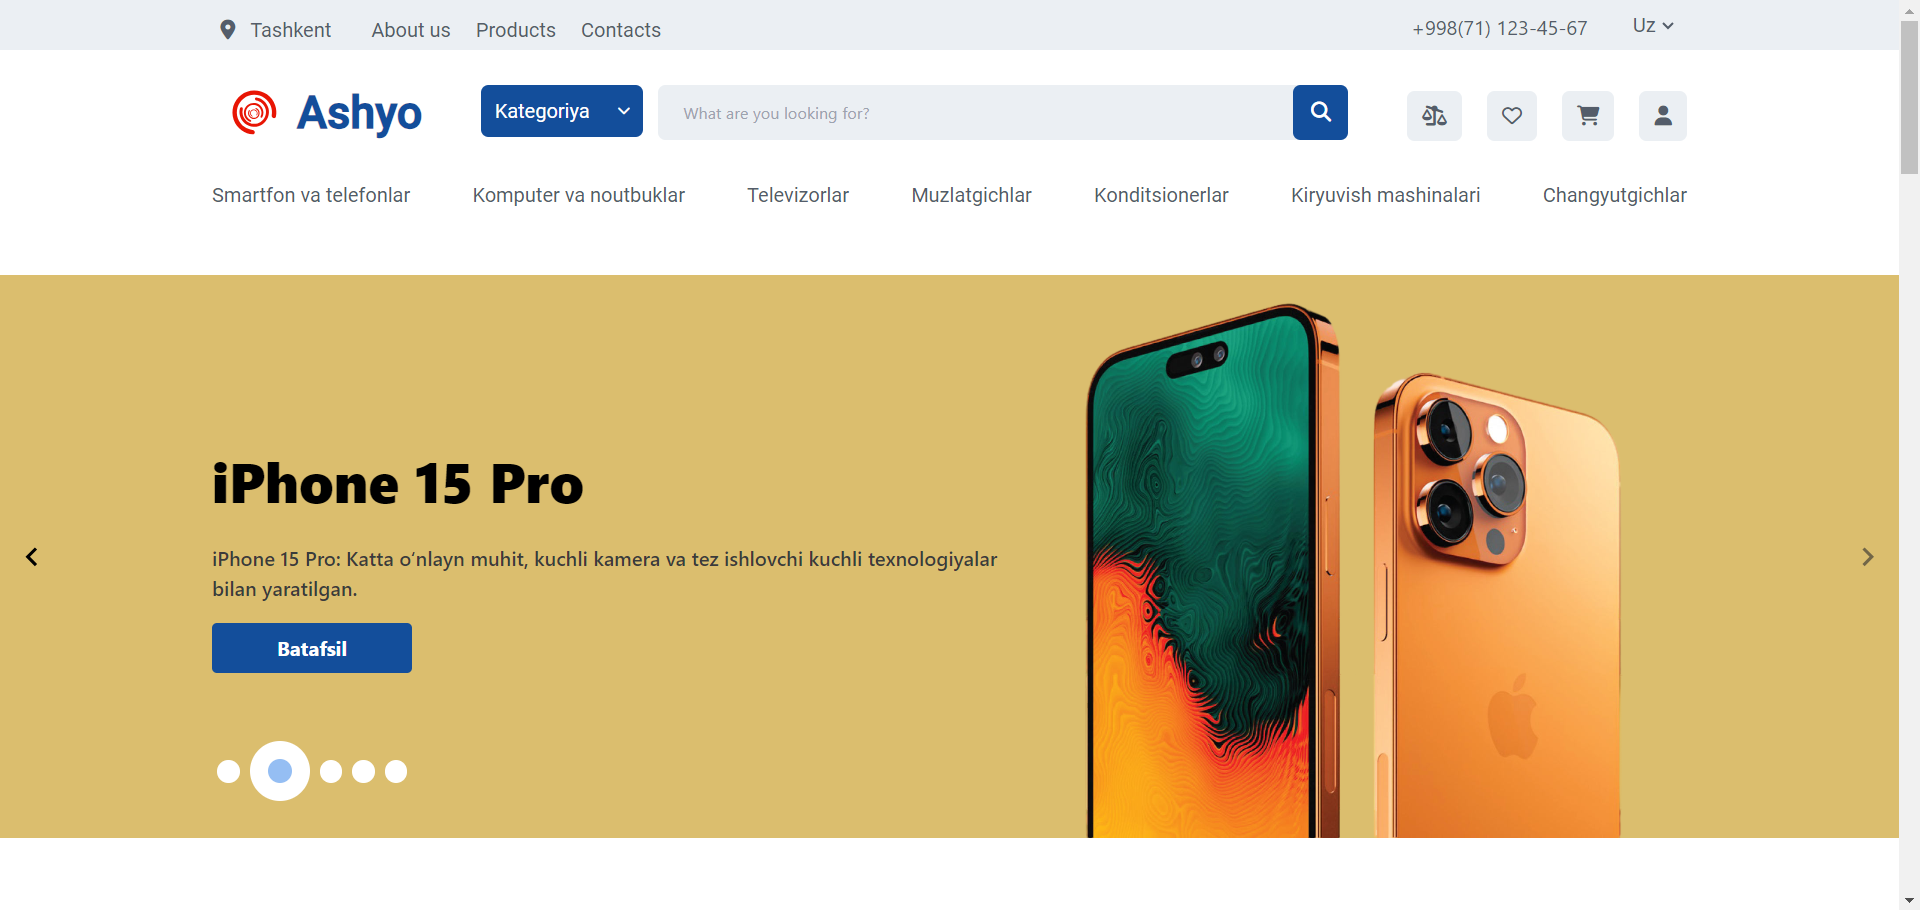 Tashkent About us Products Contacts +998(71) 123-45-67 Uz
Ashyo Kategoriya What are you looking for?
Smartfon va telefonlar Komputer va noutbuklar Televizorlar Muzlatgichlar Konditsionerlar Kiryuvish mashinalari Changyutgichlar
iPhone 15 Pro
iPhone 15 Pro: Katta o‘nlayn muhit, kuchli kamera va tez ishlovchi kuchli texnologiyalar
bilan yaratilgan.
Batafsil